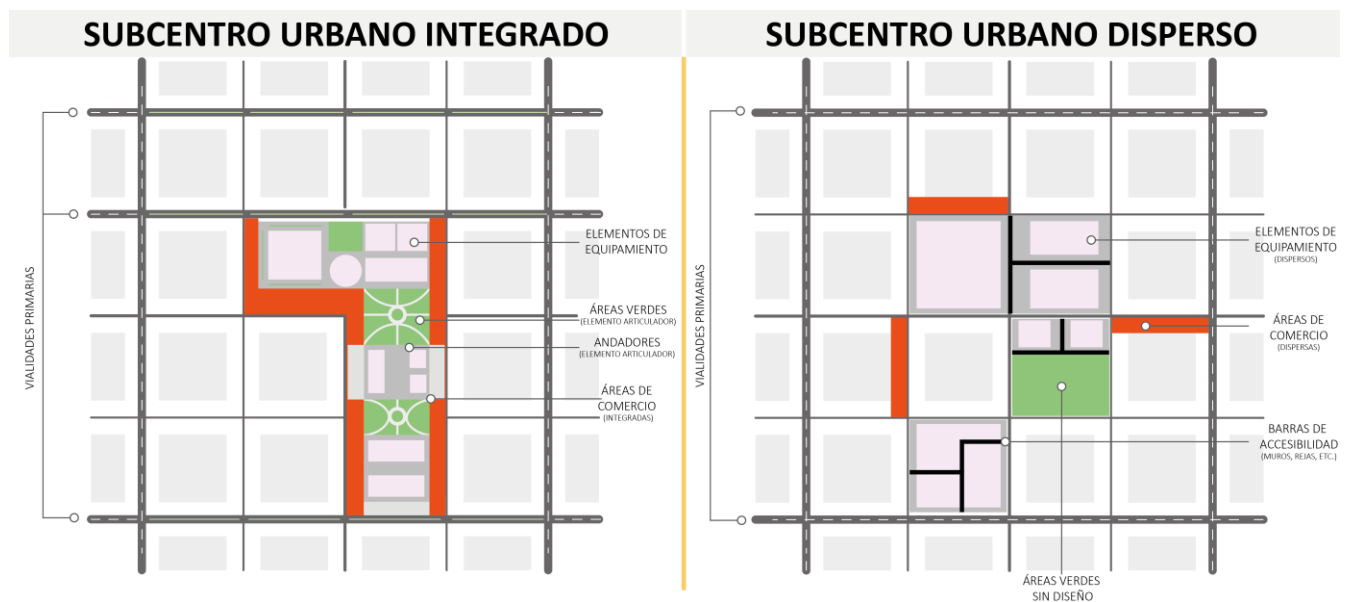 SUBCENTRO URBANO INTEGRADO
VIALIDADES PRIMARIAS
ELEMENTOS DE
EQUIPAMIENTO
ÁREAS VERDES
(ELEMENTO ARTICULADOR)
ANDADORES
(ELEMENTO ARTICULADOR)
ÁREAS DE
COMERCIO
(INTEGRADAS)
SUBCENTRO URBANO DISPERSO
VIALIDADES PRIMARIAS
ELEMENTOS DE
EQUIPAMIENTO
(DISPERSOS)
ÁREAS DE
COMERCIO
(DISPERSAS)
BARRAS DE
ACCESIBILIDAD
(MUROS, REJAS, ETC.)
ÁREAS VERDES
SIN DISEÑO